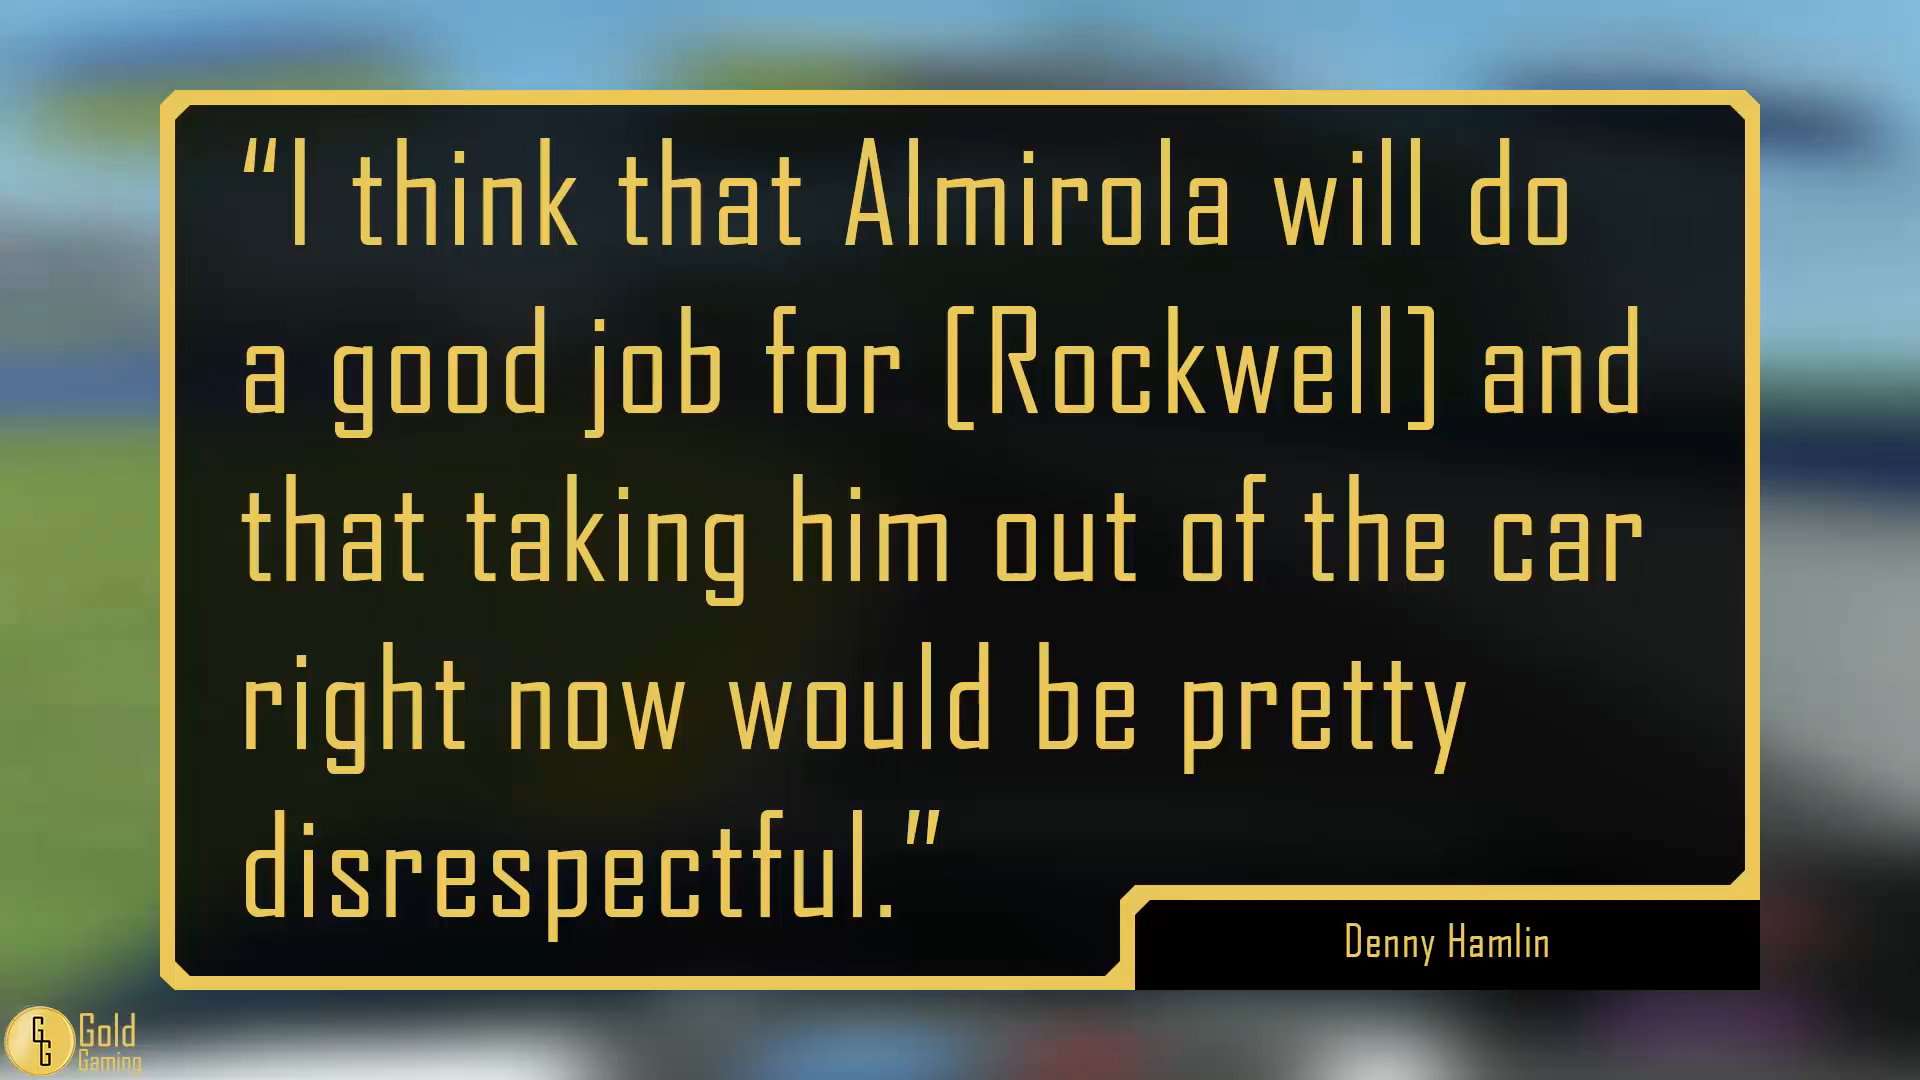 “I think that Almirola will do
a good job for [Rockwell] and
that taking him out of the car
right now would be pretty
disrespectful.”
Denny Hamlin
GG
Gold
Gaming